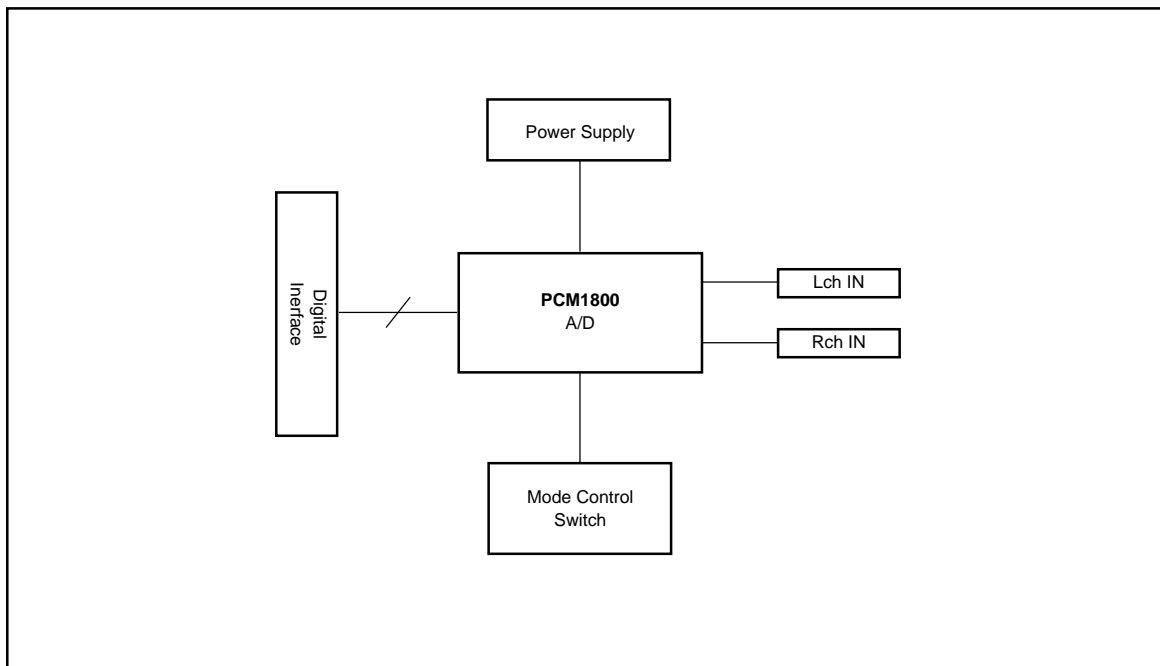 Power Supply
Digital
Inerface
PCM1800
A/D
Lch IN
Rch IN
Mode Control
Switch